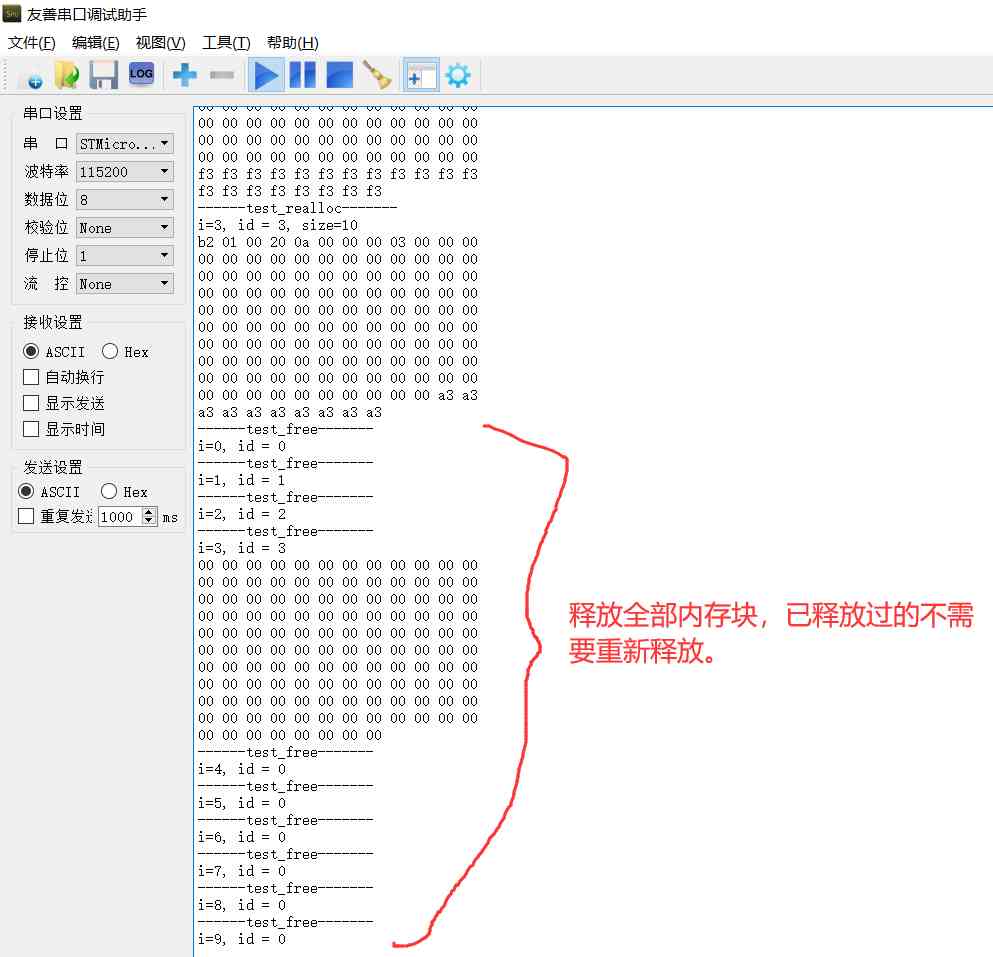 友善串口调试助手
文件(F) 编辑(E) 视图(V) 工具(T) 帮助(H)
LOG
串口设置
串 口 STMicro...
波特率 115200
数据位 8
校验位 None
停止位 1
流 控 None
接收设置
ASCII Hex
自动换行
显示发送
显示时间
发送设置
ASCII Hex
重复发送 1000 ms
00 00 00 00 00 00 00 00 00 00 00 00
00 00 00 00 00 00 00 00 00 00 00 00
00 00 00 00 00 00 00 00 00 00 00 00
00 00 00 00 00 00 00 00 00 00 00 00
f3 f3 f3 f3 f3 f3 f3 f3 f3 f3 f3 f3
f3 f3 f3 f3 f3 f3 f3 f3
------test_realloc-------
i=3, id = 3, size=10
b2 01 00 20 0a 00 00 00 03 00 00 00
00 00 00 00 00 00 00 00 00 00 00 00
00 00 00 00 00 00 00 00 00 00 00 00
00 00 00 00 00 00 00 00 00 00 00 00
00 00 00 00 00 00 00 00 00 00 00 00
00 00 00 00 00 00 00 00 00 00 00 00
00 00 00 00 00 00 00 00 00 00 00 00
00 00 00 00 00 00 00 00 00 00 00 00
00 00 00 00 00 00 00 00 00 00 00 00
00 00 00 00 00 00 00 00 00 00 a3 a3
a3 a3 a3 a3 a3 a3 a3 a3
------test_free-------
i=0, id = 0
------test_free-------
i=1, id = 1
------test_free-------
i=2, id = 2
------test_free-------
i=3, id = 3
00 00 00 00 00 00 00 00 00 00 00 00
00 00 00 00 00 00 00 00 00 00 00 00
00 00 00 00 00 00 00 00 00 00 00 00
00 00 00 00 00 00 00 00 00 00 00 00
00 00 00 00 00 00 00 00 00 00 00 00
00 00 00 00 00 00 00 00 00 00 00 00
00 00 00 00 00 00 00 00 00 00 00 00
00 00 00 00 00 00 00 00 00 00 00 00
00 00 00 00 00 00 00 00 00 00 00 00
00 00 00 00 00 00 00 00 00 00 00 00
00 00 00 00 00 00 00 00
------test_free-------
i=4, id = 0
------test_free-------
i=5, id = 0
------test_free-------
i=6, id = 0
------test_free-------
i=7, id = 0
------test_free-------
i=8, id = 0
------test_free-------
i=9, id = 0
释放全部内存块，已释放过的不需
要重新释放。